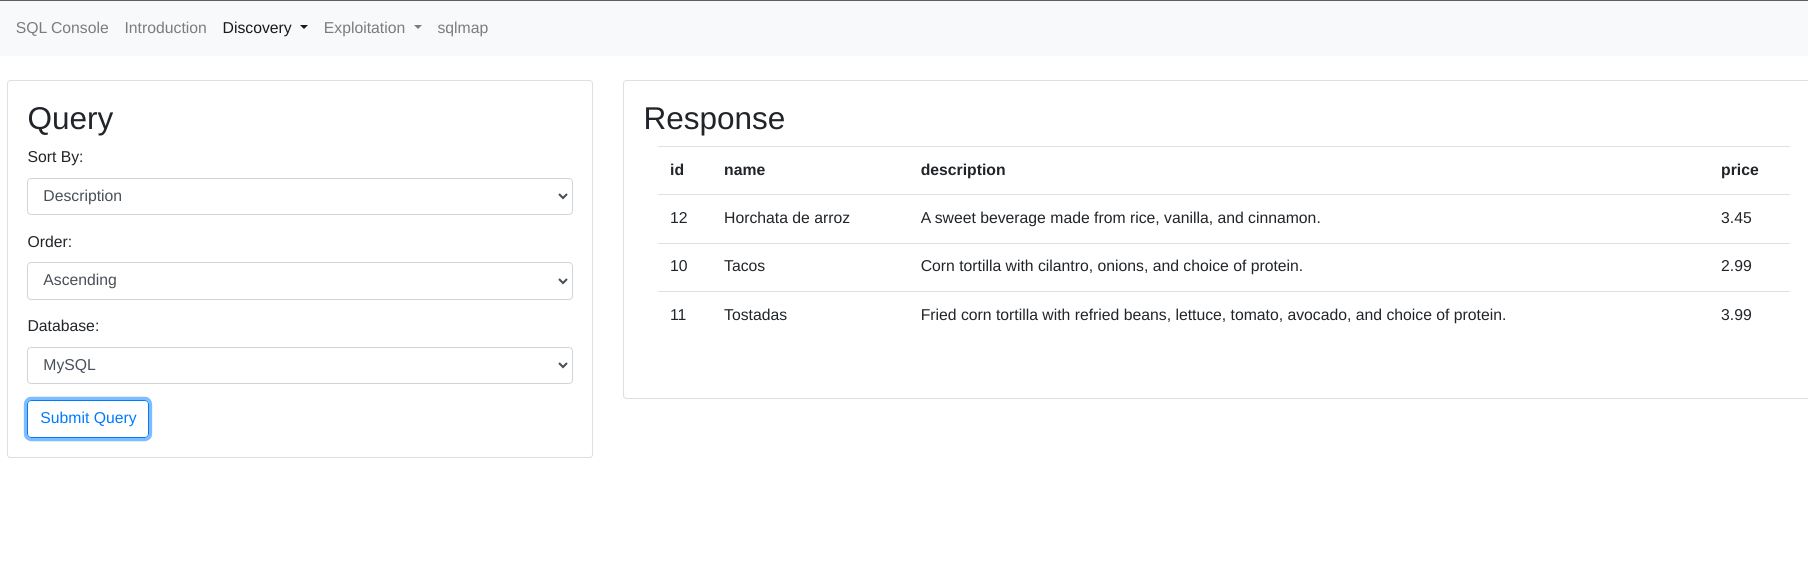 SQL Console Introduction Discovery Exploitation sqlmap
Query
Sort By:
Description
Order:
Ascending
Database:
MySQL
Submit Query
Response
id name description price
12 Horchata de arroz A sweet beverage made from rice, vanilla, and cinnamon. 3.45
10 Tacos Corn tortilla with cilantro, onions, and choice of protein. 2.99
11 Tostadas Fried corn tortilla with refried beans, lettuce, tomato, avocado, and choice of protein. 3.99